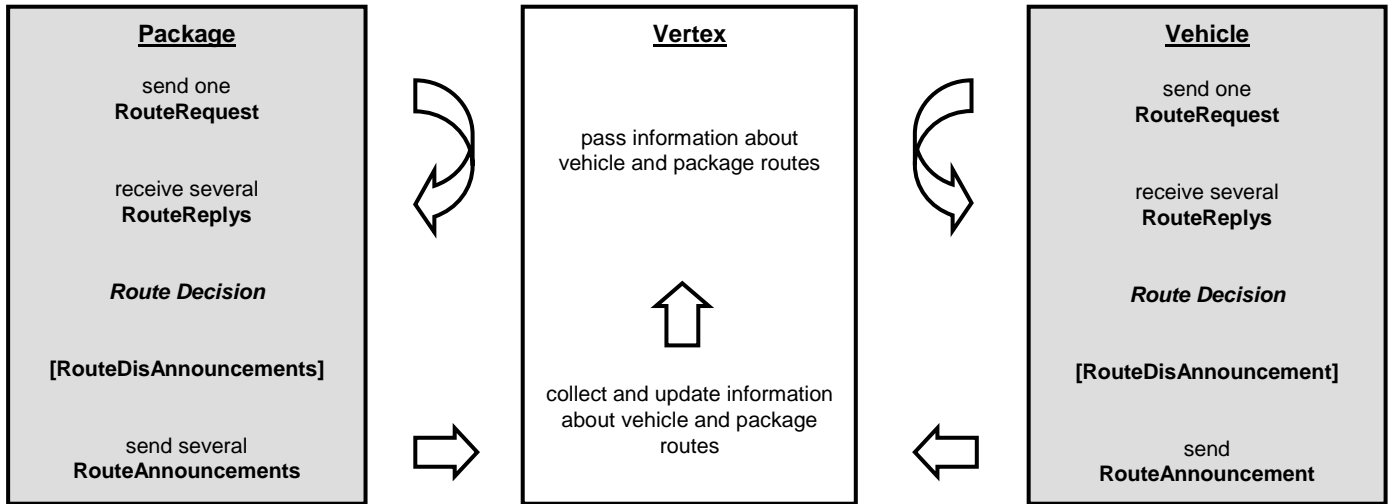 Package
send one
RouteRequest
receive several
RouteReplys
Route Decision
[RouteDisAnnouncements]
send several
RouteAnnouncements
Vertex
pass information about
vehicle and package routes
collect and update information
about vehicle and package
routes
Vehicle
send one
RouteRequest
receive several
RouteReplys
Route Decision
[RouteDisAnnouncement]
send
RouteAnnouncement